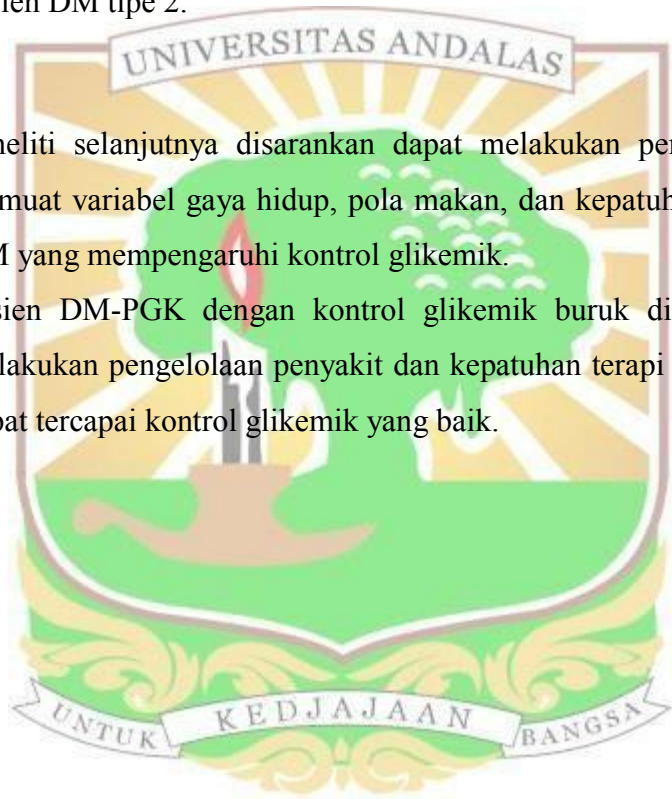 ien DM tipe 2.
UNIVERSITAS ANDALAS
neliti selanjutnya disarankan dapat melakukan per
muat variabel gaya hidup, pola makan, dan kepatuh
M yang mempengaruhi kontrol glikemik.
sien DM-PGK dengan kontrol glikemik buruk di
lakukan pengelolaan penyakit dan kepatuhan terapi
pat tercapai kontrol glikemik yang baik.
UNTUK KEDJAJAAN BANGSA